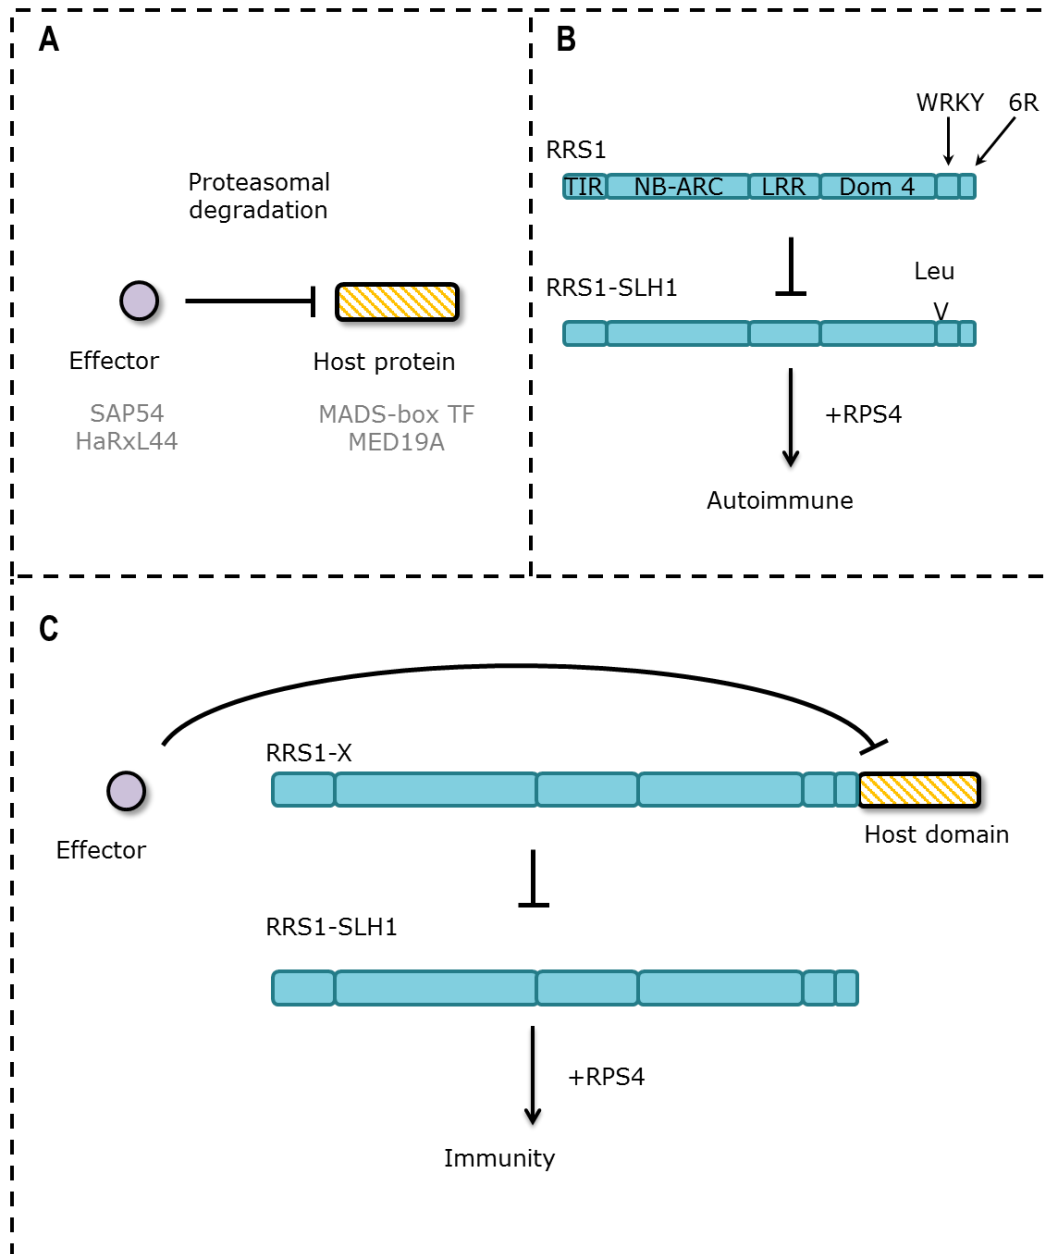 A
Proteasomal
degradation
Effector
Host protein
SAP54
HaRxL44
MADS-box TF
MED19A
B
WRKY
6R
RRS1
TIR
NB-ARC
LRR
Dom 4
Leu
V
RRS1-SLH1
+RPS4
Autoimmune
C
RRS1-X
Effector
Host domain
RRS1-SLH1
+RPS4
Immunity